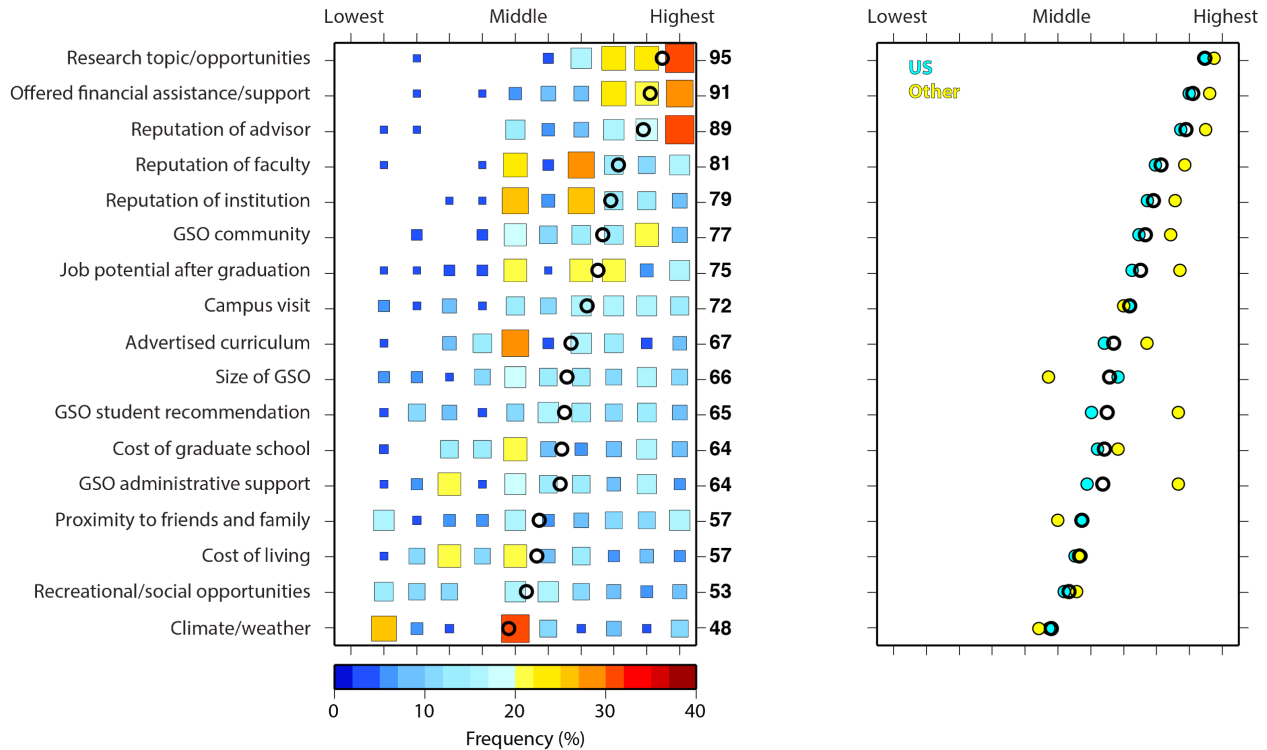 Lowest Middle Highest
Lowest Middle Highest
Research topic/opportunities 95
Offered financial assistance/support 91
Reputation of advisor 89
Reputation of faculty 81
Reputation of institution 79
GSO community 77
Job potential after graduation 75
Campus visit 72
Advertised curriculum 67
Size of GSO 66
GSO student recommendation 65
Cost of graduate school 64
GSO administrative support 64
Proximity to friends and family 57
Cost of living 57
Recreational/social opportunities 53
Climate/weather 48
US
Other
0 10 20 30 40
Frequency (%)